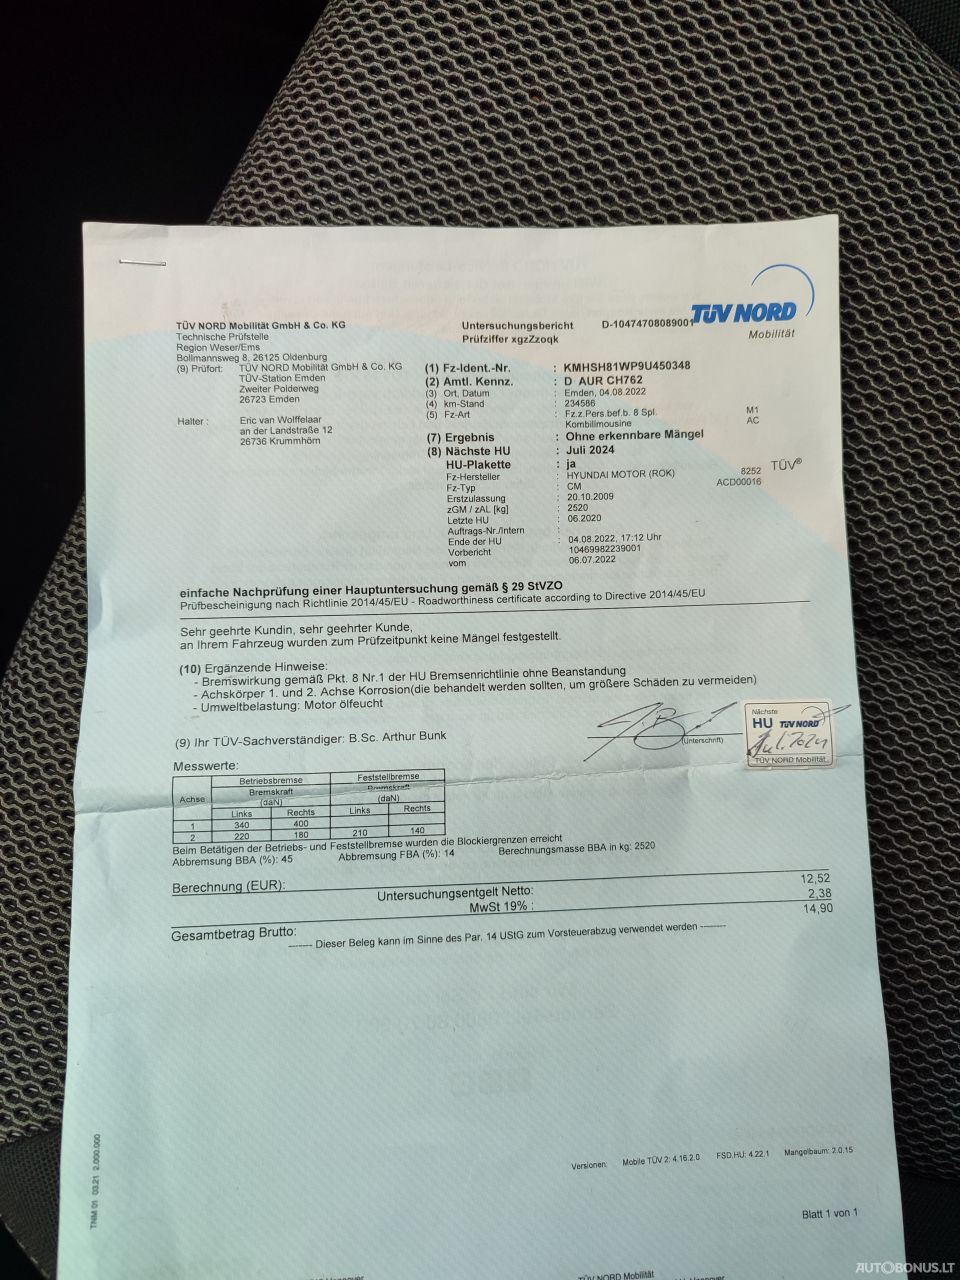 TÜV NORD Mobilität GmbH & Co. KG
Technische Prüfstelle
Region Weser/Ems
Bollmannsweg 8, 26125 Oldenburg
(9) Prüfort: TÜV NORD Mobilität GmbH & Co. KG
TÜV-Station Emden
Zweiter Polderweg
26723 Emden
Halter : Eric van Wolffelaar
an der Landstraße 12
26736 Krummhörn
Untersuchungsbericht D-10474708089001
Prüfziffer xgzZzoqk
TÜV NORD
Mobilität
(1) Fz-Ident.-Nr. : KMHSH81WP9U450348
(2) Amtl. Kennz. : D AUR CH762
(3) Ort, Datum : Emden, 04.08.2022
(4) km-Stand : 234586
(5) Fz-Art : Fz.z.Pers.bef.b. 8 Spl. M1
Kombilimousine AC
(7) Ergebnis : Ohne erkennbare Mängel
(8) Nächste HU : Juli 2024
HU-Plakette : ja TÜV®
Fz-Hersteller : HYUNDAI MOTOR (ROK) 8252
Fz-Typ : CM ACD00016
Erstzulassung : 20.10.2009
zGM / zAL [kg] : 2520
Letzte HU : 06.2020
Auftrags-Nr./Intern :
Ende der HU : 04.08.2022, 17:12 Uhr
Vorbericht 10469982239001
vom 06.07.2022
einfache Nachprüfung einer Hauptuntersuchung gemäß § 29 StVZO
Prüfbescheinigung nach Richtlinie 2014/45/EU - Roadworthiness certificate according to Directive 2014/45/EU
Sehr geehrte Kundin, sehr geehrter Kunde,
an Ihrem Fahrzeug wurden zum Prüfzeitpunkt keine Mängel festgestellt.
(10) Ergänzende Hinweise:
- Bremswirkung gemäß Pkt. 8 Nr.1 der HU Bremsenrichtlinie ohne Beanstandung
- Achskörper 1. und 2. Achse Korrosion(die behandelt werden sollten, um größere Schäden zu vermeiden)
- Umweltbelastung: Motor ölfeucht
(9) Ihr TÜV-Sachverständiger: B.Sc. Arthur Bunk
(Unterschrift)
Nächste
HU TÜV NORD
Juli 2024
TÜV NORD Mobilität
Messwerte:
Achse Betriebsbremse Feststellbremse
Bremskraft Bremskraft
(daN) (daN)
Links Rechts Links Rechts
1 340 400
2 220 180 210 140
Beim Betätigen der Betriebs- und Feststellbremse wurden die Blockiergrenzen erreicht
Abbremsung BBA (%): 45 Abbremsung FBA (%): 14 Berechnungsmasse BBA in kg: 2520
Berechnung (EUR):
Untersuchungsentgelt Netto: 12,52
MwSt 19% : 2,38
Gesamtbetrag Brutto: 14,90
------- Dieser Beleg kann im Sinne des Par. 14 UStG zum Vorsteuerabzug verwendet werden --------
TNM 01 03.21 2.000.000
Versionen: Mobile TÜV 2: 4.16.2.0 FSD.HU: 4.22.1 Mangelbaum: 2.0.15
Blatt 1 von 1
TÜV NORD Mobilität
AUTOBONUS.LT